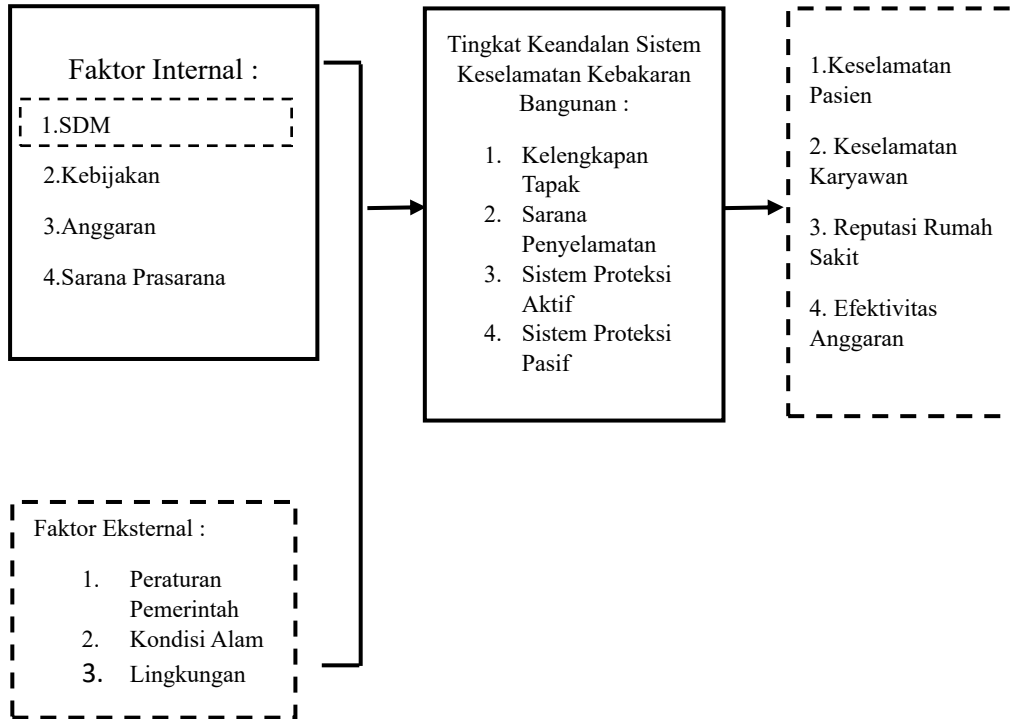 Faktor Internal :
1.SDM
2.Kebijakan
3.Anggaran
4.Sarana Prasarana
Faktor Eksternal :
1. Peraturan
Pemerintah
2. Kondisi Alam
3. Lingkungan
Tingkat Keandalan Sistem
Keselamatan Kebakaran
Bangunan :
1. Kelengkapan
Tapak
2. Sarana
Penyelamatan
3. Sistem Proteksi
Aktif
4. Sistem Proteksi
Pasif
1.Keselamatan
Pasien
2. Keselamatan
Karyawan
3. Reputasi Rumah
Sakit
4. Efektivitas
Anggaran